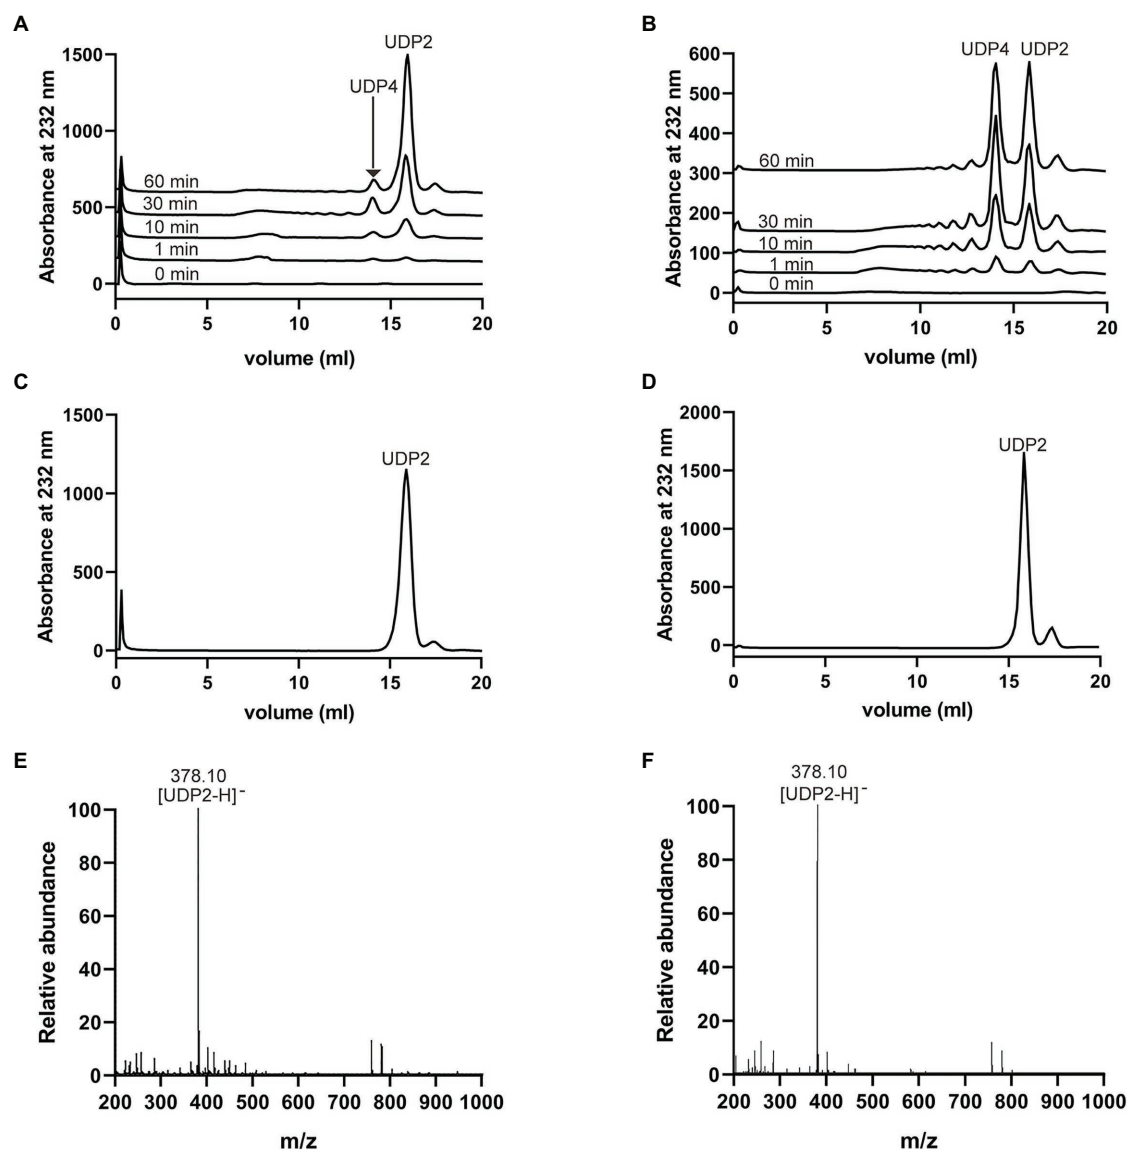 A
Absorbance at 232 nm
1500
1000
500
0
UDP2
UDP4
60 min
30 min
10 min
1 min
0 min
0 5 10 15 20
volume (ml)
B
Absorbance at 232 nm
600
500
400
300
200
100
0
UDP4 UDP2
60 min
30 min
10 min
1 min
0 min
0 5 10 15 20
volume (ml)
C
Absorbance at 232 nm
1500
1000
500
0
UDP2
0 5 10 15 20
volume (ml)
D
Absorbance at 232 nm
2000
1500
1000
500
0
UDP2
0 5 10 15 20
volume (ml)
E
Relative abundance
378.10
[UDP2-H]⁻
100
80
60
40
20
0
200 300 400 500 600 700 800 900 1000
m/z
F
Relative abundance
378.10
[UDP2-H]⁻
100
80
60
40
20
0
200 300 400 500 600 700 800 900 1000
m/z